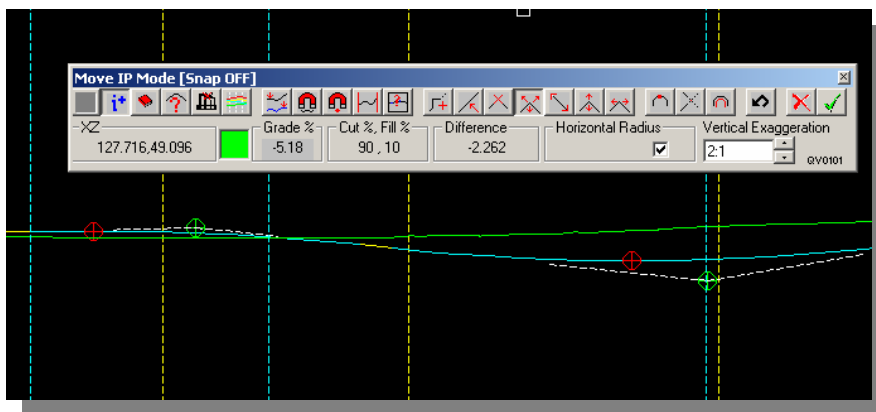 Move IP Mode [Snap OFF]
XZ Grade % Cut %, Fill % Difference Horizontal Radius Vertical Exaggeration
127.716,49.096 -5.18 90 , 10 -2.262 2:1 QV0101